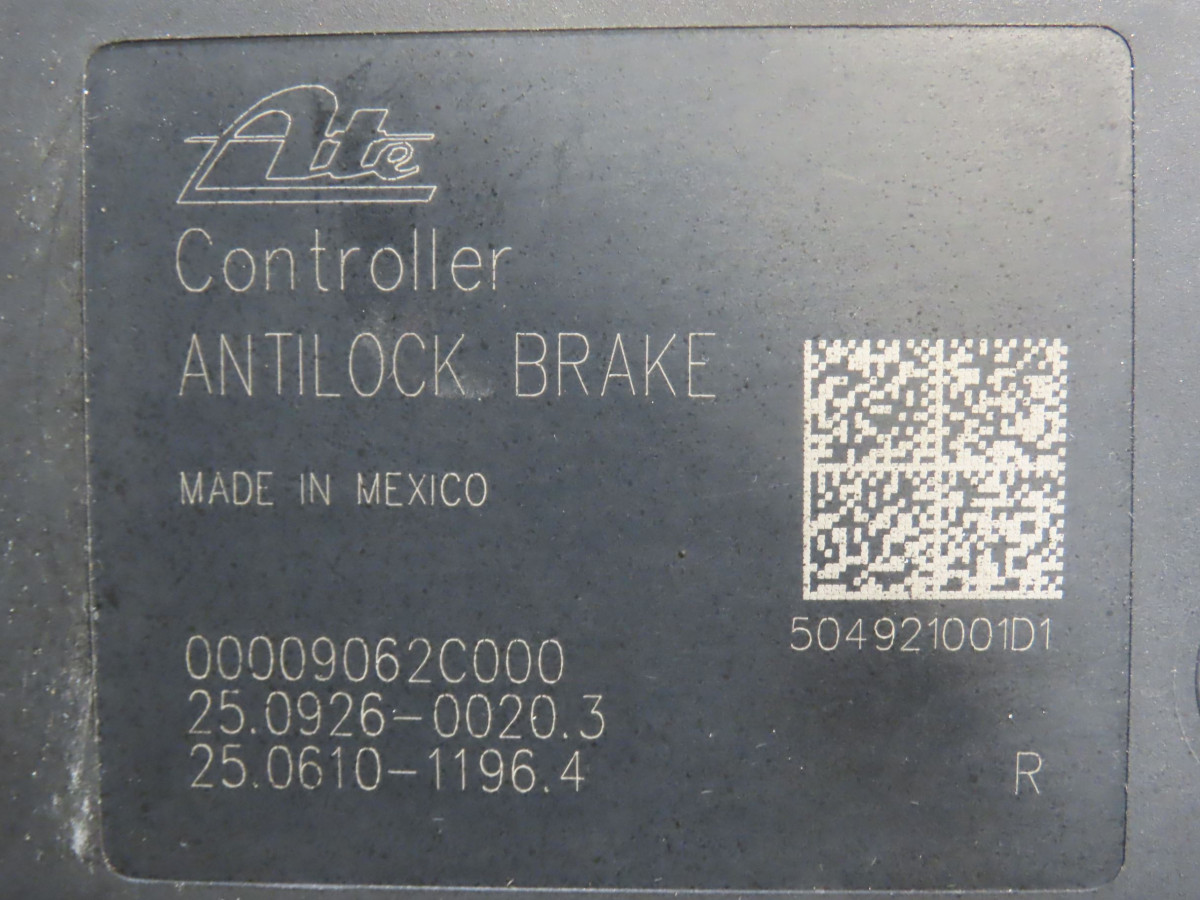 Ate
Controller
ANTILOCK BRAKE
MADE IN MEXICO
504921001D1
00009062C000
25.0926-0020.3
25.0610-1196.4
R